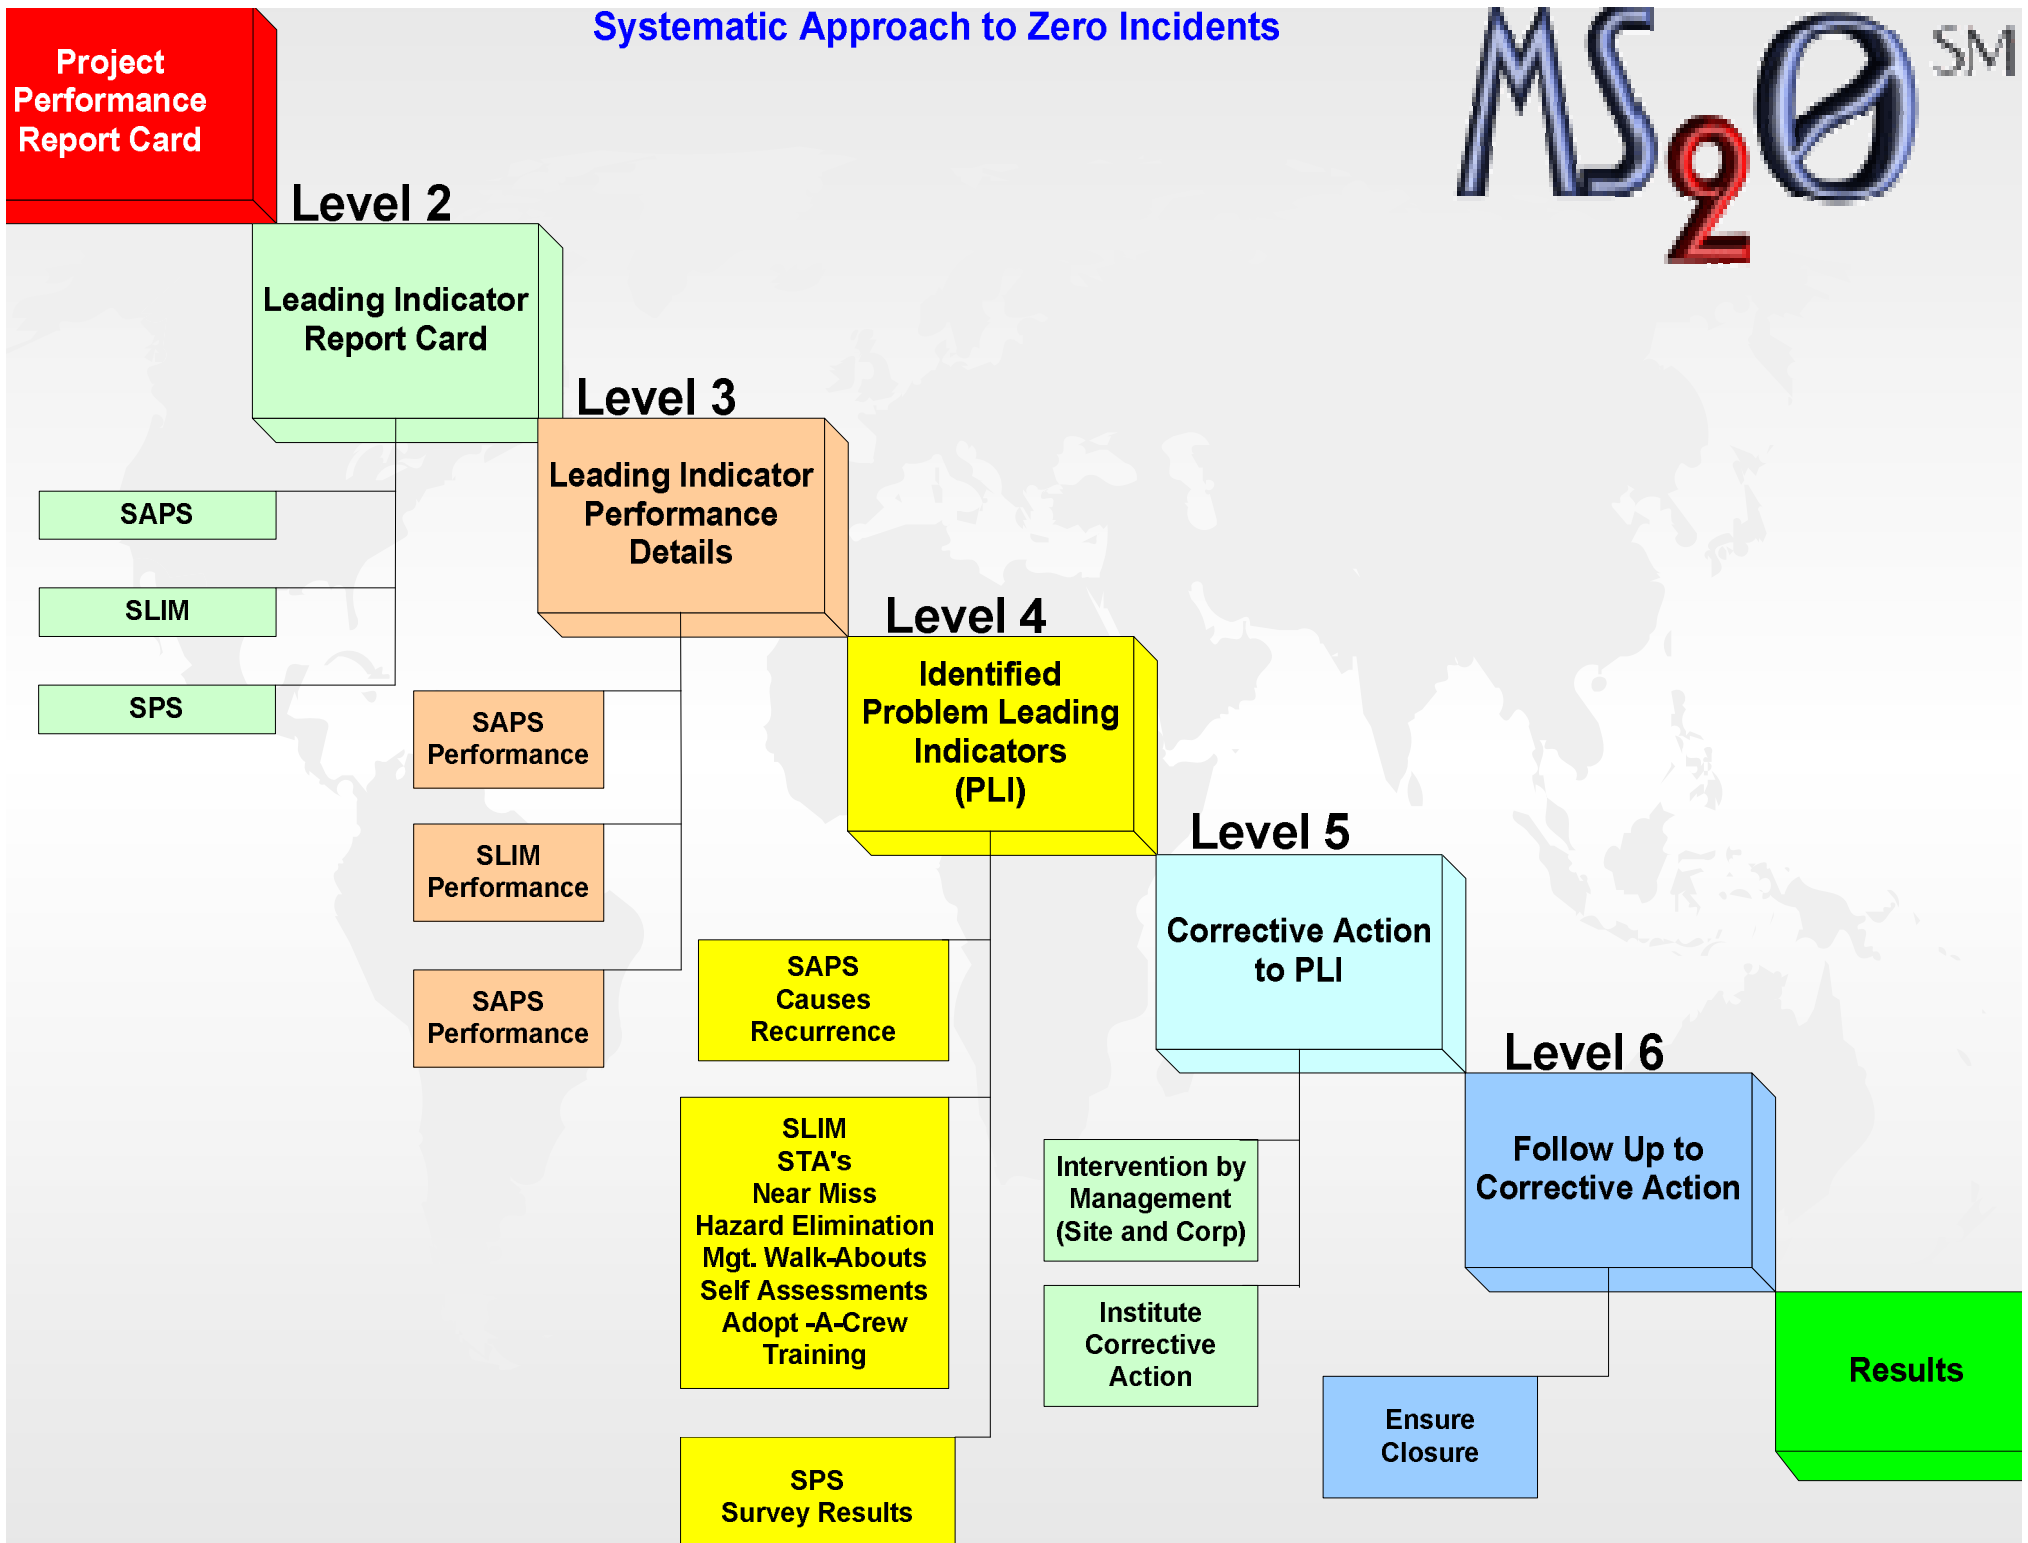 Systematic Approach to Zero Incidents
MS20 SM
Project
Performance
Report Card
Level 2
Leading Indicator
Report Card
SAPS
SLIM
SPS
Level 3
Leading Indicator
Performance
Details
SAPS
Performance
SLIM
Performance
SAPS
Performance
Level 4
Identified
Problem Leading
Indicators
(PLI)
SAPS
Causes
Recurrence
SLIM
STA's
Near Miss
Hazard Elimination
Mgt. Walk-Abouts
Self Assessments
Adopt -A-Crew
Training
SPS
Survey Results
Level 5
Corrective Action
to PLI
Intervention by
Management
(Site and Corp)
Institute
Corrective
Action
Level 6
Follow Up to
Corrective Action
Ensure
Closure
Results